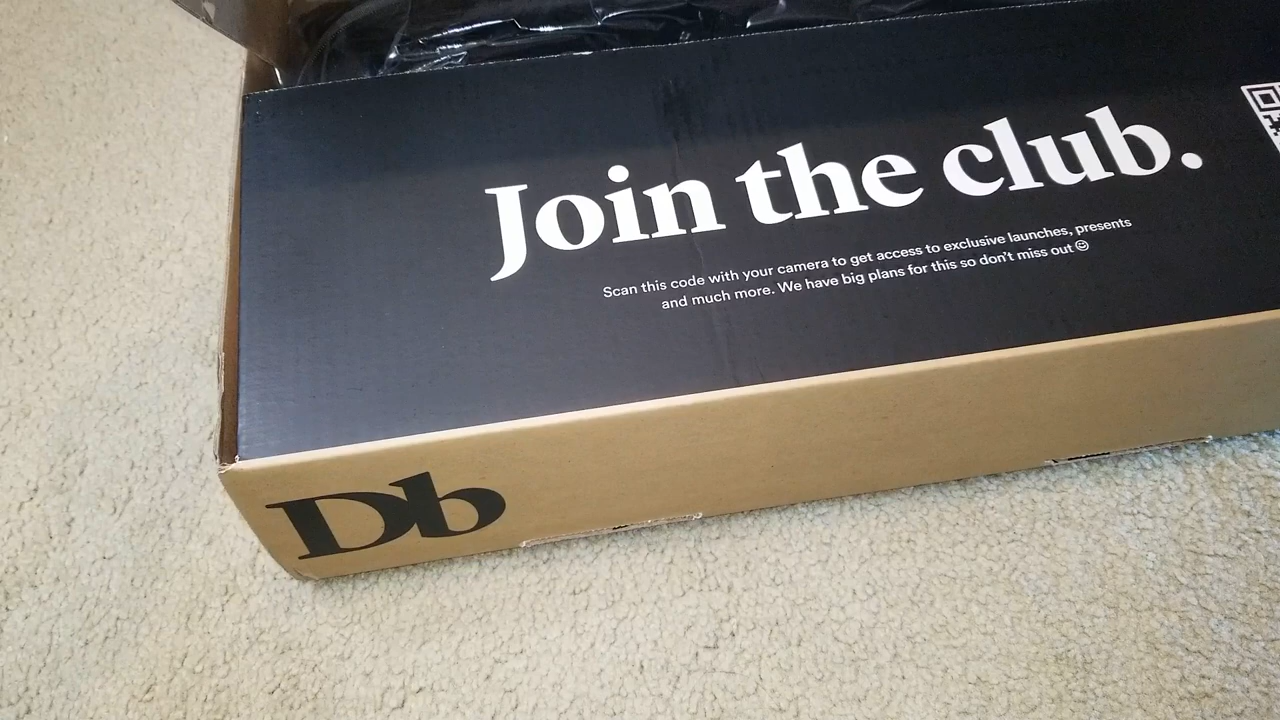 Join the club.
Scan this code with your camera to get access to exclusive launches, presents
and much more. We have big plans for this so don't miss out ☺
Db